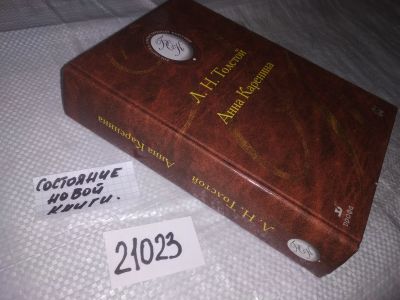 Л. Н. Толстой
Анна Каренина
Анна Каренина
Л. Н. Толстой
СОСТОЯНИЕ
НОВОЙ
КНИГИ.
21023